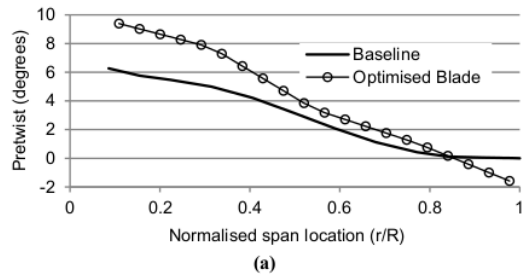 10
8
6
4
2
0
-2
Pretwist (degrees)
Baseline
Optimised Blade
0 0.2 0.4 0.6 0.8 1
Normalised span location (r/R)
(a)